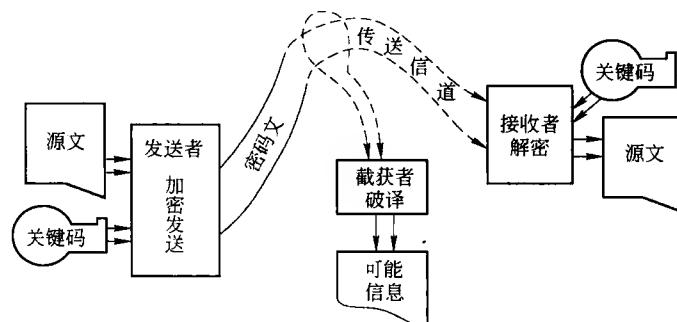 源文
关键码
发送者
加密发送
密码文
传送信道
截获者
破译
可能
信息
接收者
解密
关键码
源文